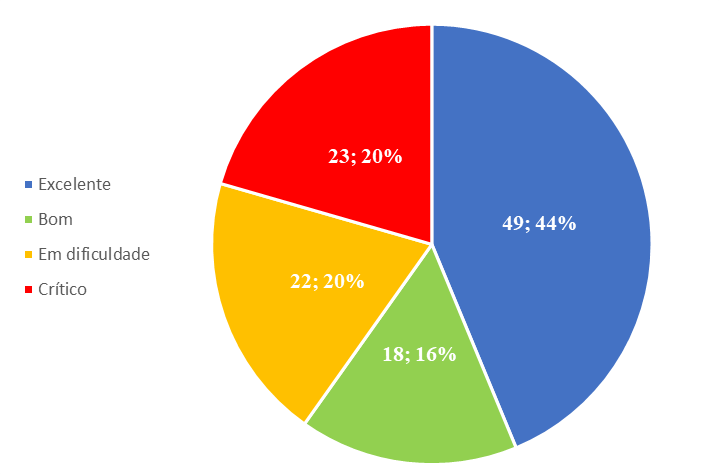 Excelente
Bom
Em dificuldade
Crítico
23; 20%
49; 44%
22; 20%
18; 16%